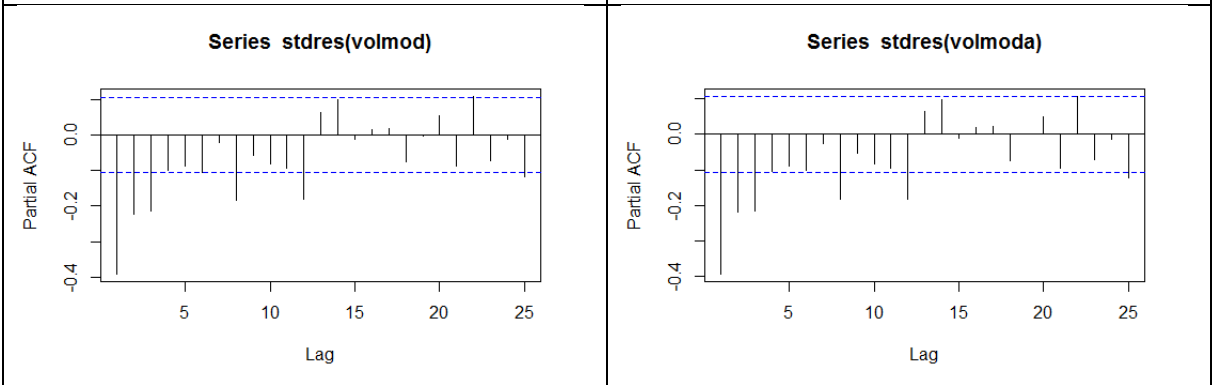 Series stdres(volmod)
Partial ACF
0.0
-0.2
-0.4
5 10 15 20 25
Lag
Series stdres(volmoda)
Partial ACF
0.0
-0.2
-0.4
5 10 15 20 25
Lag